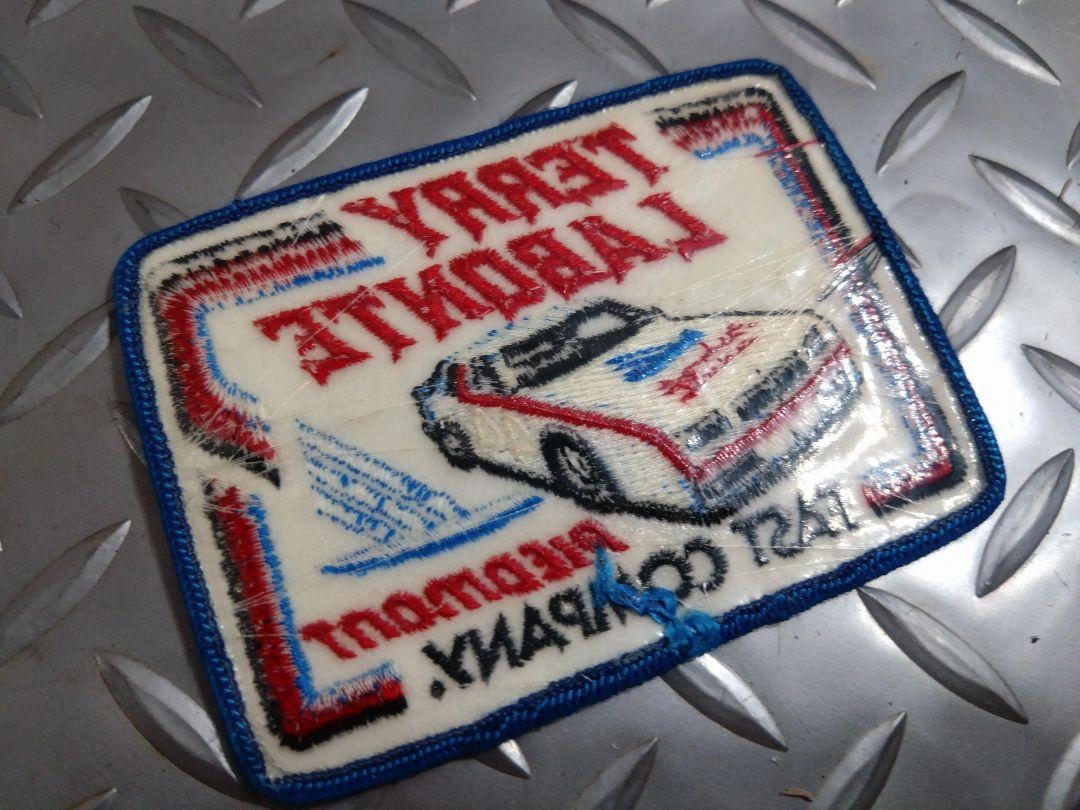 TERRY
LABONTE
PIEDMONT
FAST COMPANY.